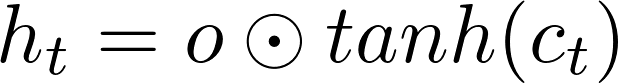 h_t = o ⊙ tanh(c_t)